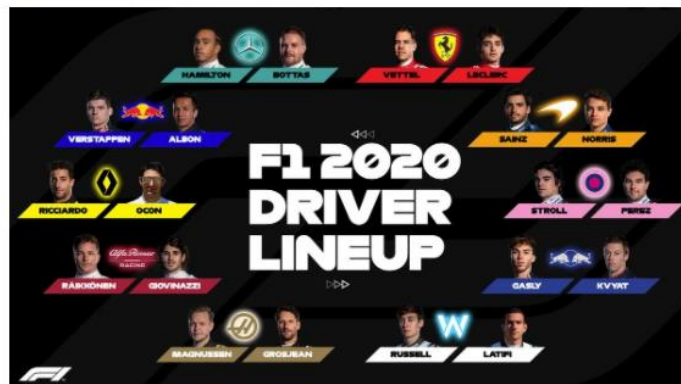 HAMILTON BOTTAS
VETTEL LECLERC
VERSTAPPEN ALBON
SAINZ NORRIS
F1 2020
DRIVER
LINEUP
RICCIARDO OCON
STROLL PEREZ
Alfa Romeo
RACING
RÄIKKÖNEN GIOVINAZZI
GASLY KVYAT
MAGNUSSEN GROSJEAN
RUSSELL LATIFI
F1